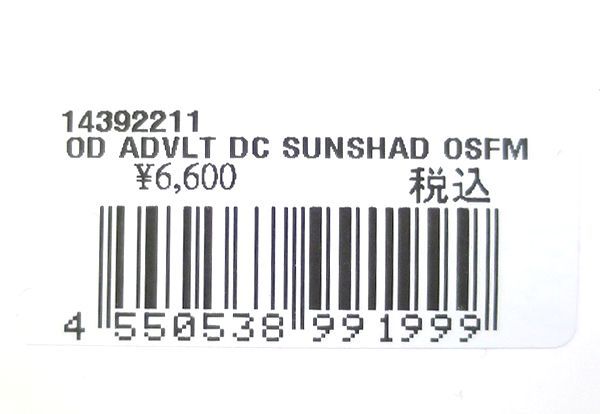 14392211
OD ADVLT DC SUNSHAD OSFM
¥6,600 税込
4 550538 991999